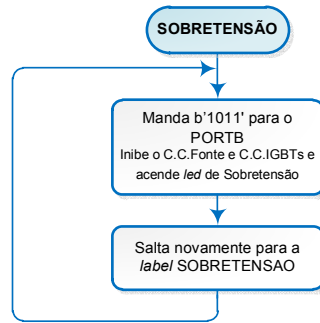 SOBRETENSÃO
Manda b'1011' para o
PORTB
Inibe o C.C.Fonte e C.C.IGBTs e
acende led de Sobretensão
Salta novamente para a
label SOBRETENSAO